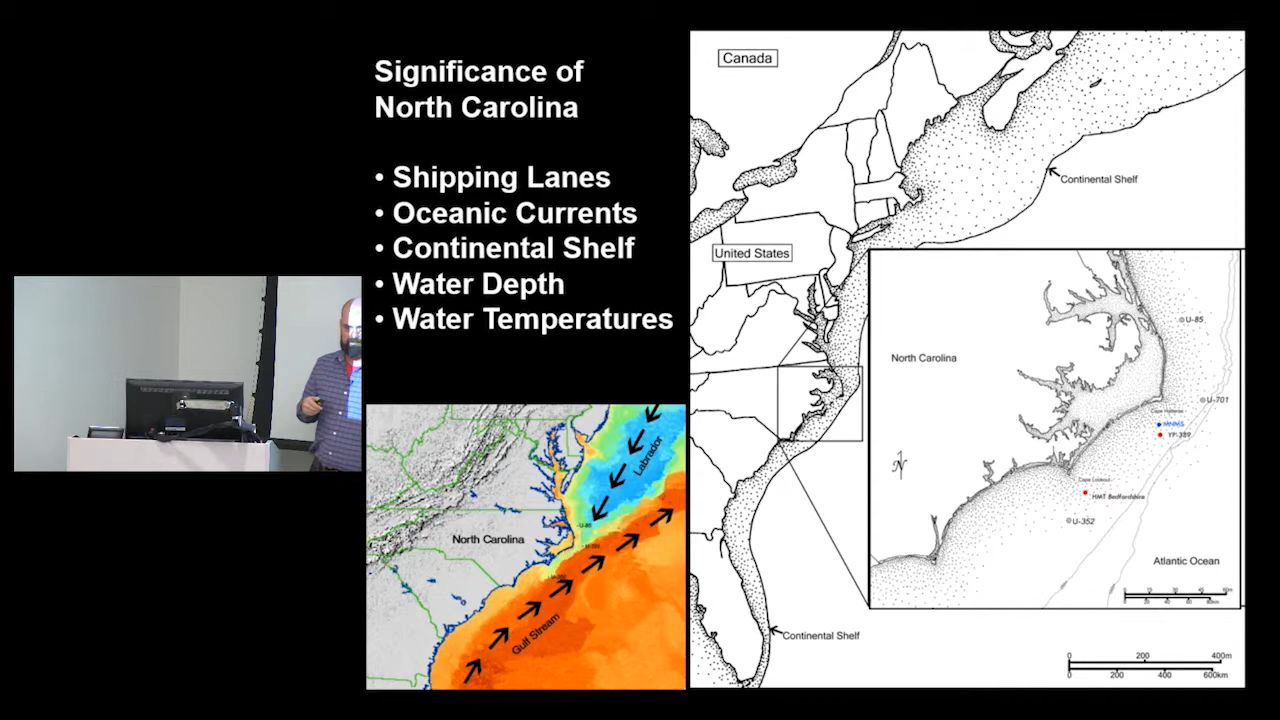 Significance of
North Carolina
• Shipping Lanes
• Oceanic Currents
• Continental Shelf
• Water Depth
• Water Temperatures
Labrador
U-85
North Carolina
Gulf Stream
Canada
Continental Shelf
United States
U-85
North Carolina
U-701
Cape Hatteras
MNMS
YP-389
N
Cape Lookout
HMT Bedfordshire
U-352
Atlantic Ocean
Continental Shelf
0 200 400m
0 200 400 600km